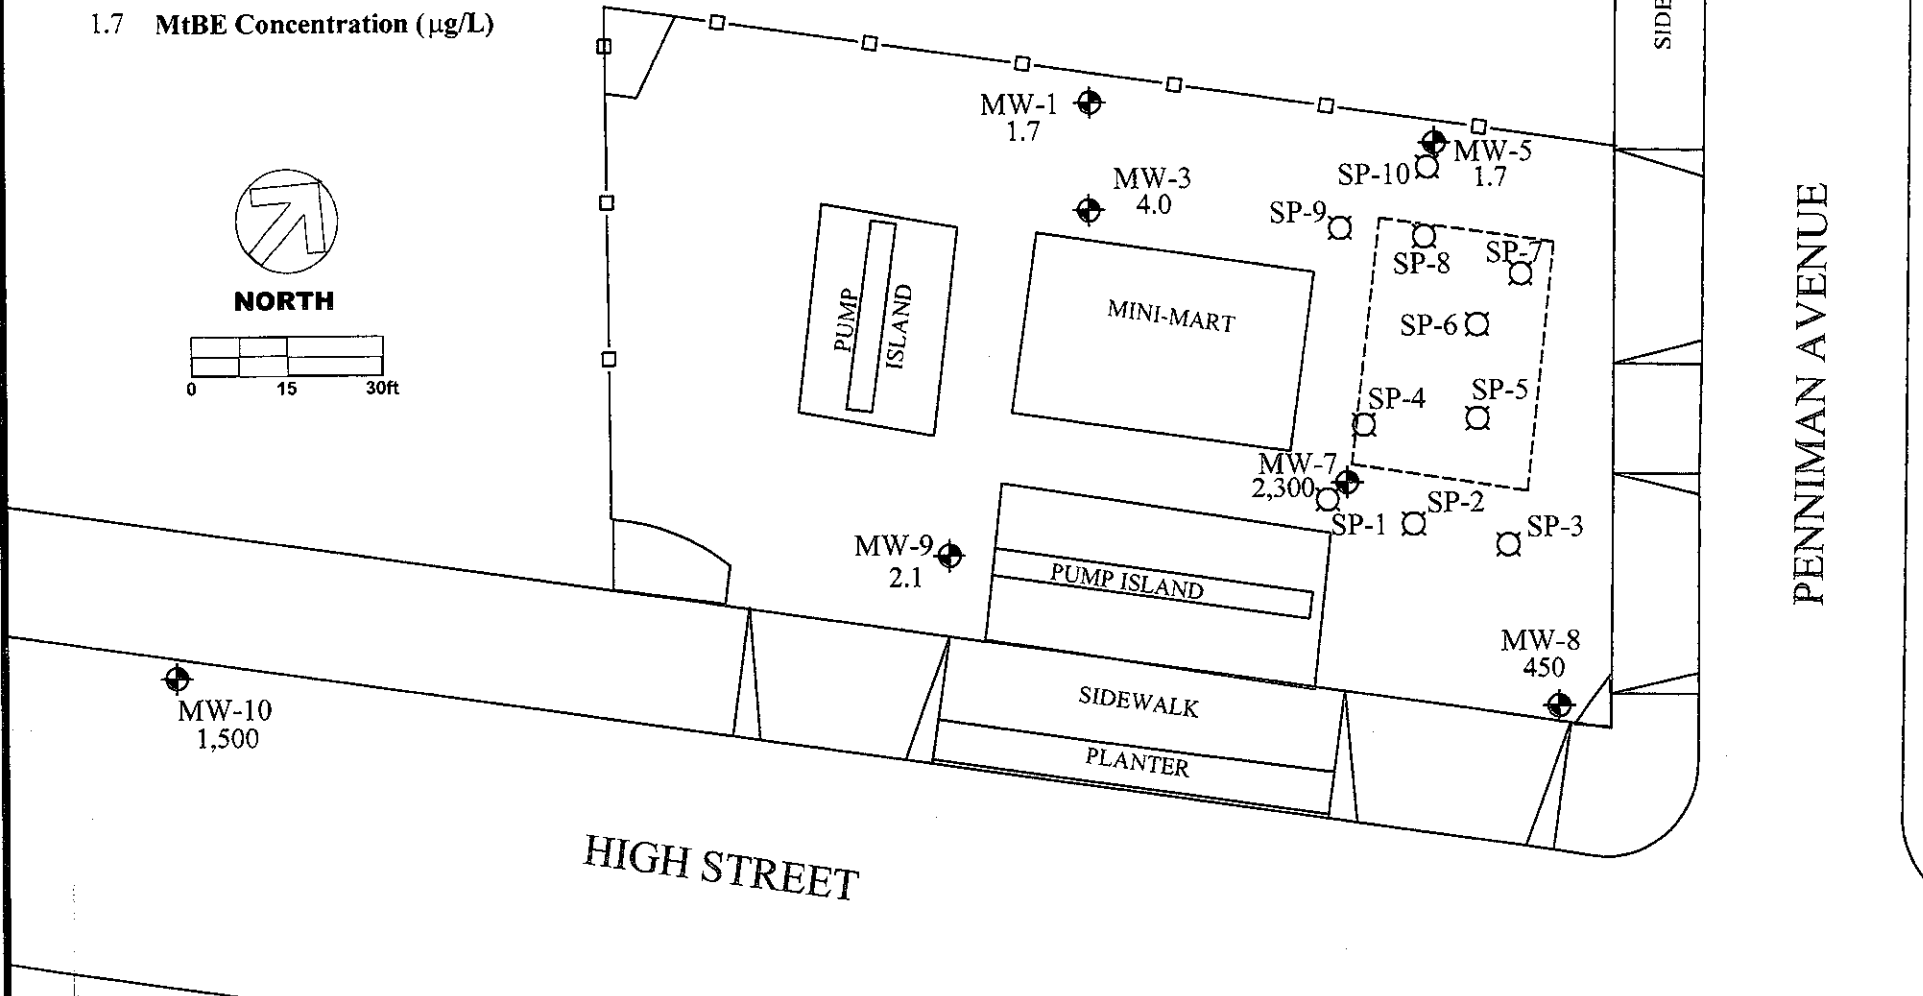 1.7 MtBE Concentration (µg/L)
SIDE
MW-1
1.7
MW-5
1.7
SP-10
MW-3
4.0
SP-9
SP-8
SP-7
NORTH
0 15 30ft
PUMP
ISLAND
MINI-MART
SP-6
SP-4
SP-5
MW-7
2,300
SP-1
SP-2
SP-3
MW-9
2.1
PUMP ISLAND
MW-8
450
SIDEWALK
PLANTER
MW-10
1,500
HIGH STREET
PENNIMAN AVENUE